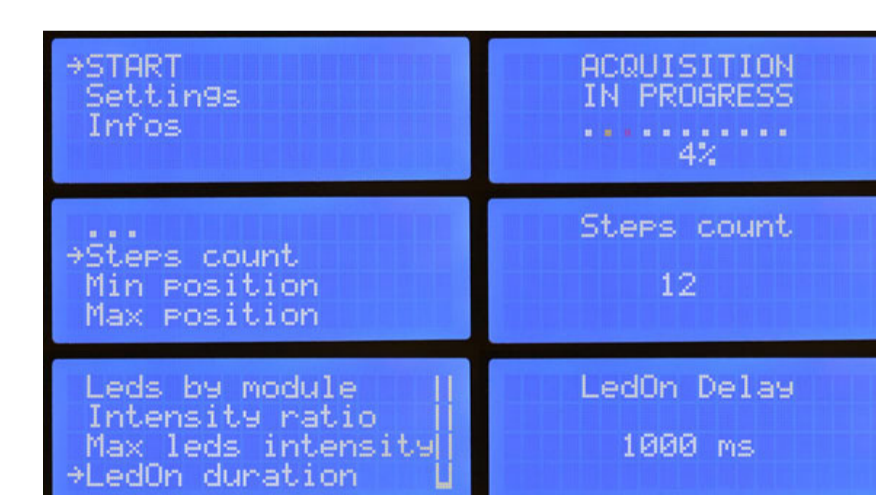 →START
Settings
Infos
ACQUISITION
IN PROGRESS
...........
4%
...
→Steps count
Min position
Max position
Steps count
12
Leds by module
Intensity ratio
Max leds intensity
→LedOn duration
LedOn Delay
1000 ms